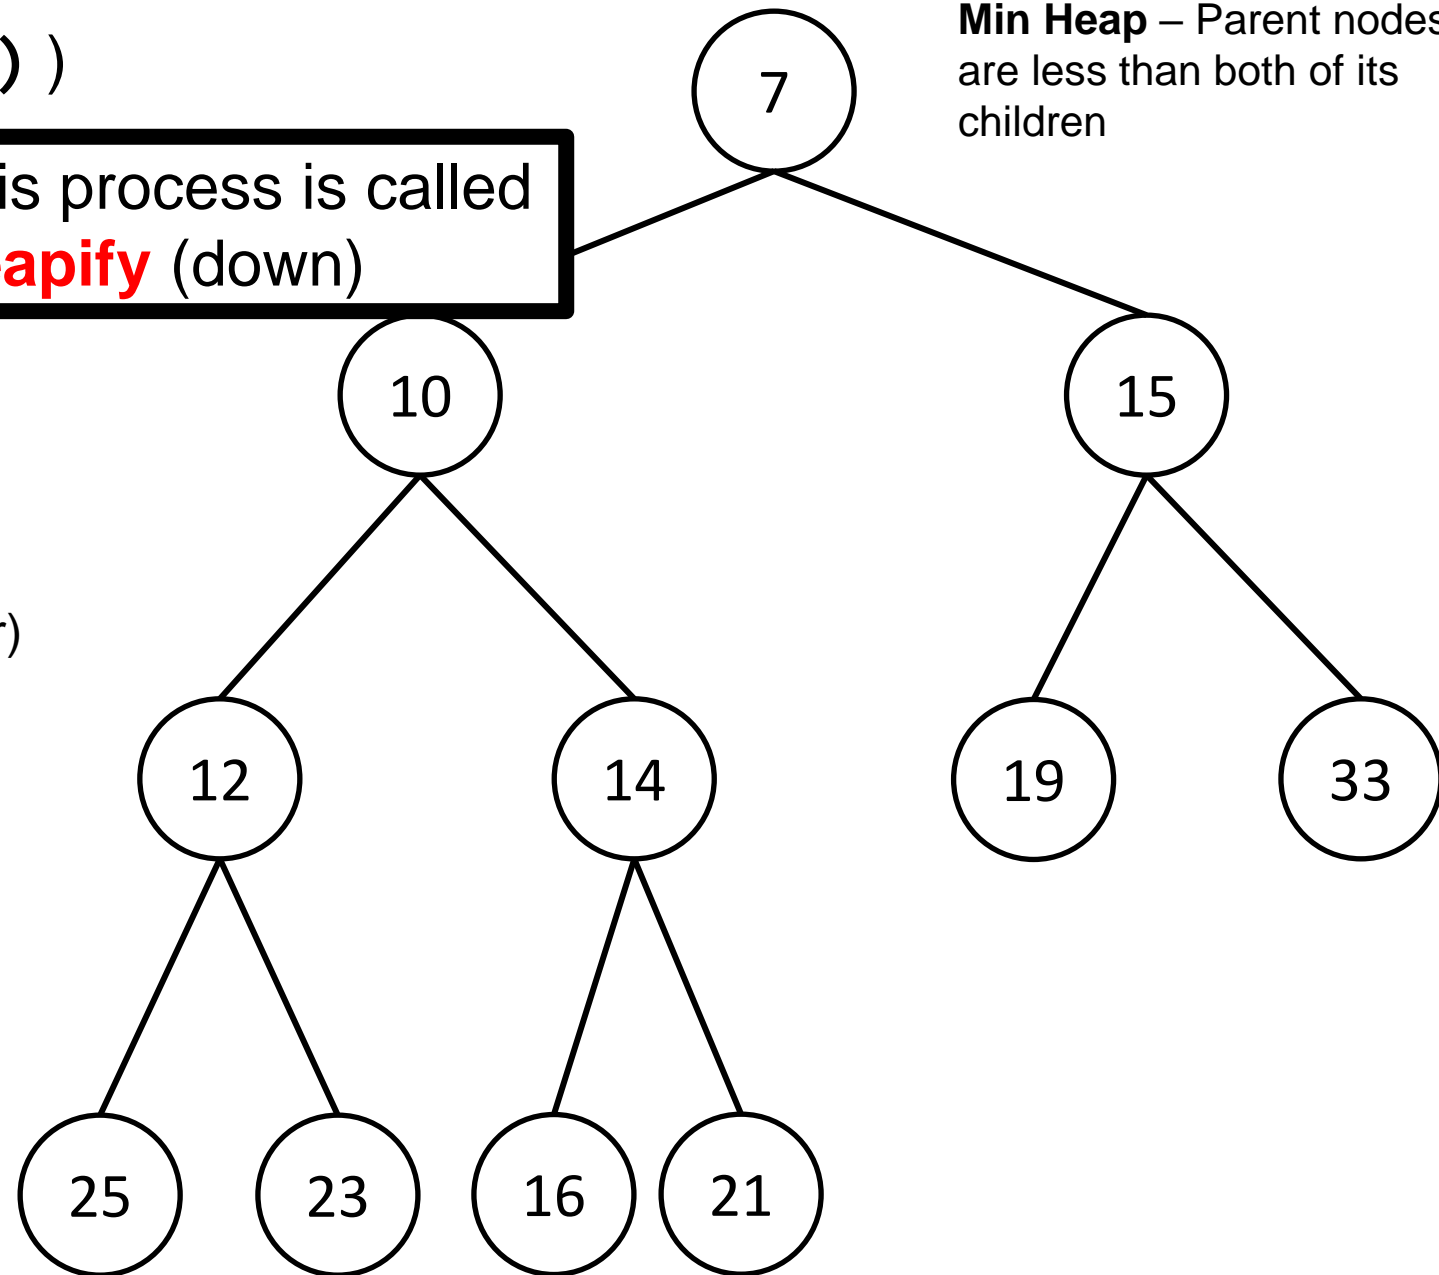 ) )
Min Heap – Parent nodes
are less than both of its
children
7
is process is called
eapify (down)
10
15
r)
12
14
19
33
25
23
16
21